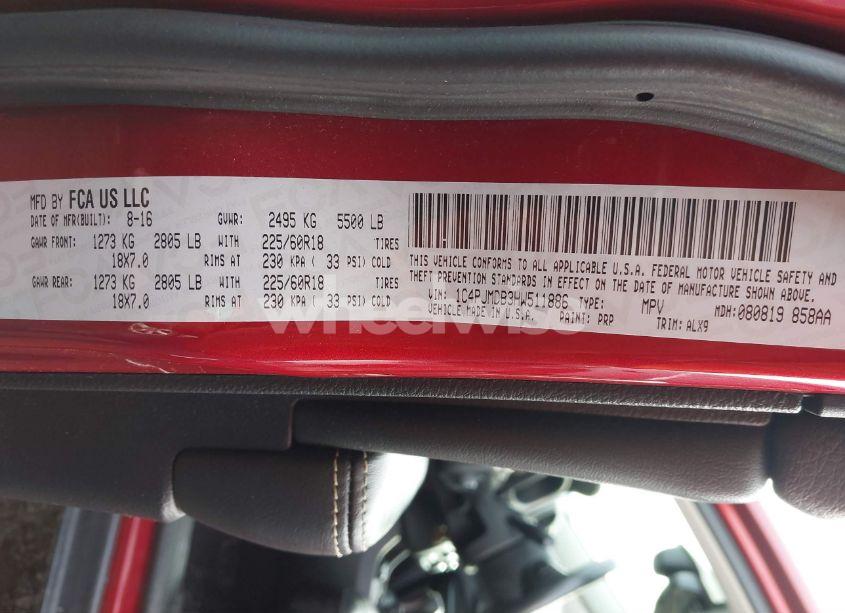 MFD BY FCA US LLC
DATE OF MFR(BUILT): 8-16 GVWR: 2495 KG 5500 LB
GAWR FRONT: 1273 KG 2805 LB WITH 225/60R18 TIRES
18X7.0 RIMS AT 230 KPA ( 33 PSI) COLD
GAWR REAR: 1273 KG 2805 LB WITH 225/60R18 TIRES
18X7.0 RIMS AT 230 KPA ( 33 PSI) COLD
THIS VEHICLE CONFORMS TO ALL APPLICABLE U.S.A. FEDERAL MOTOR VEHICLE SAFETY AND
THEFT PREVENTION STANDARDS IN EFFECT ON THE DATE OF MANUFACTURE SHOWN ABOVE.
VIN: 1C4PJMDB3HW511886 TYPE: MPV MDH:080819 858AA
VEHICLE MADE IN U.S.A. PAINT: PRP TRIM: ALX9
wheelwise